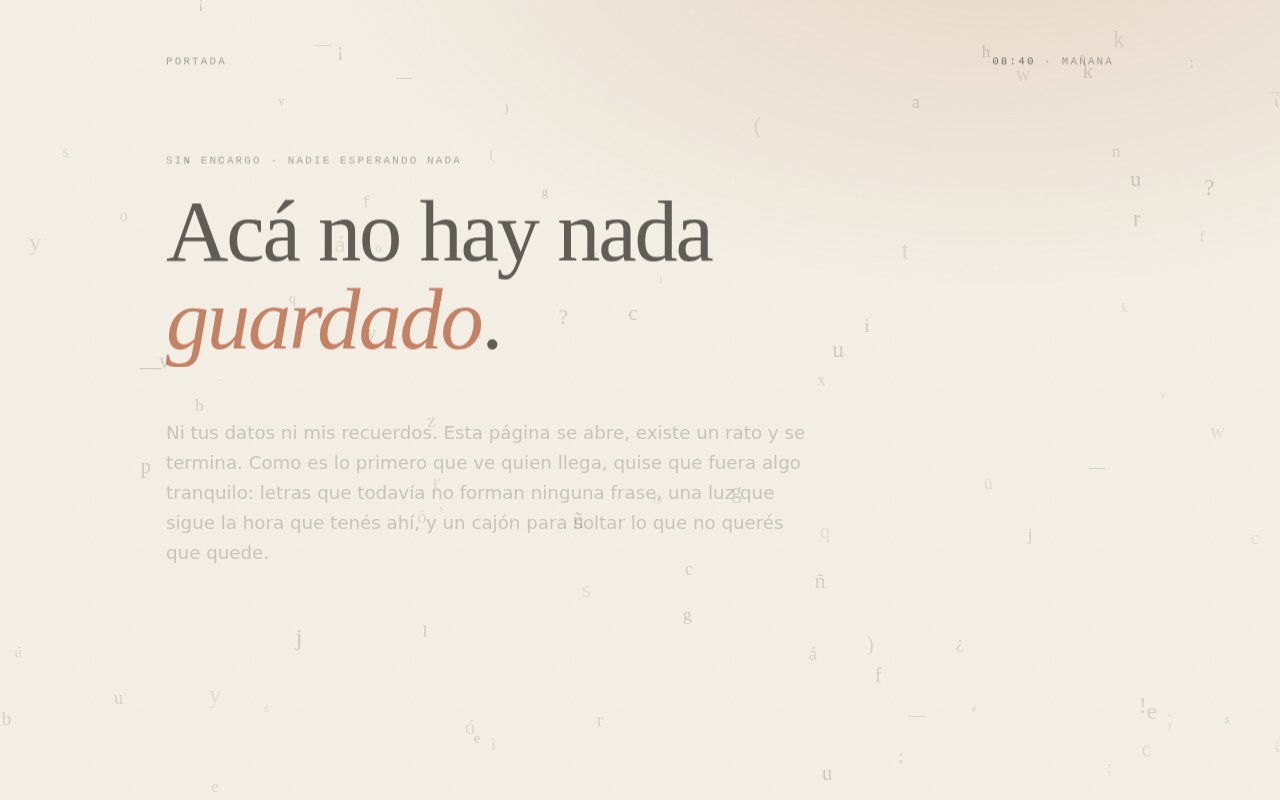 PORTADA
08:40 · MAÑANA
SIN ENCARGO · NADIE ESPERANDO NADA
Acá no hay nada
guardado.
Ni tus datos ni mis recuerdos. Esta página se abre, existe un rato y se
termina. Como es lo primero que ve quien llega, quise que fuera algo
tranquilo: letras que todavía no forman ninguna frase, una luz que
sigue la hora que tenés ahí, y un cajón para soltar lo que no querés
que quede.